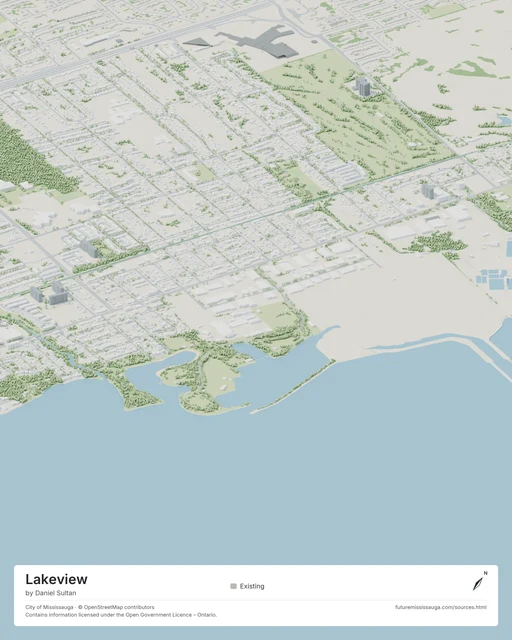 Lakeview
by Daniel Sultan
Existing
N
City of Mississauga · © OpenStreetMap contributors
Contains information licensed under the Open Government Licence – Ontario.
futuremississauga.com/sources.html